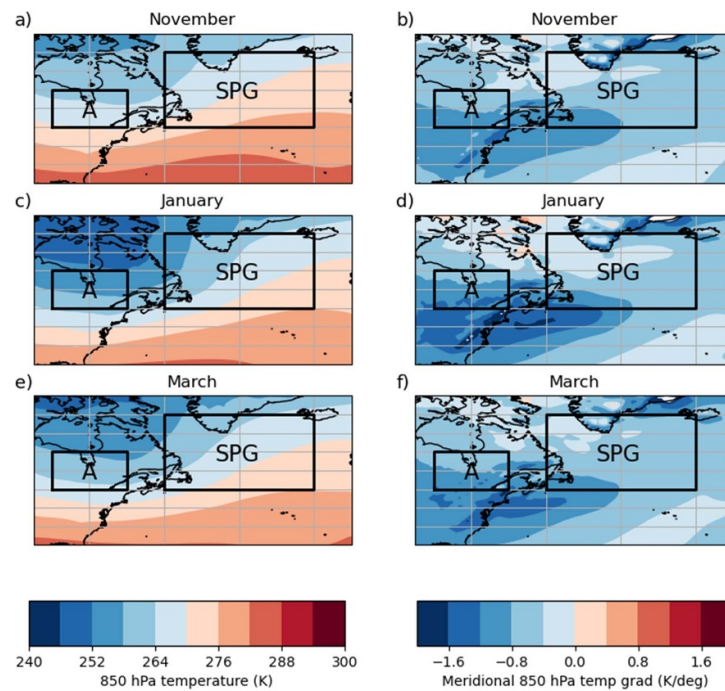 a) November b) November
A SPG A SPG
c) January d) January
A SPG A SPG
e) March f) March
A SPG A SPG
240 252 264 276 288 300 −1.6 −0.8 0.0 0.8 1.6
850 hPa temperature (K) Meridional 850 hPa temp grad (K/deg)